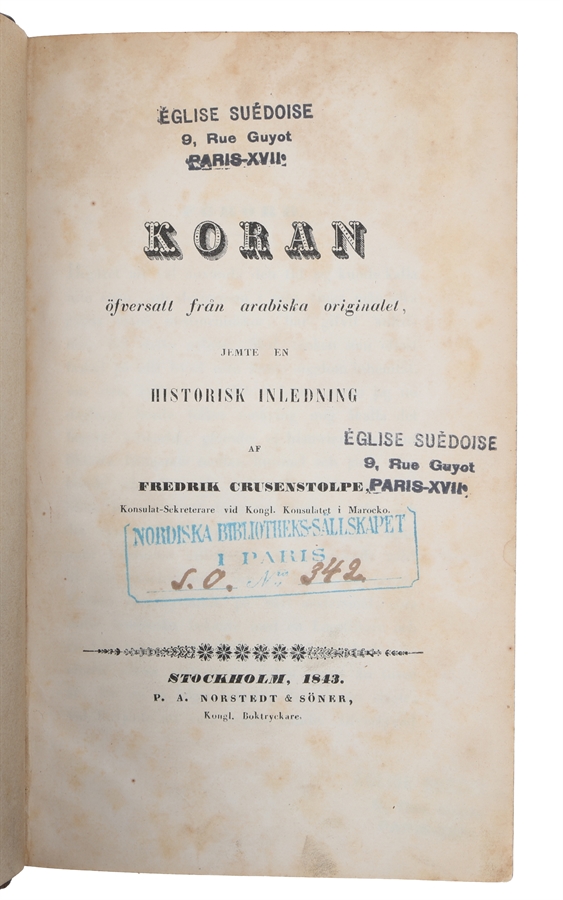 ÉGLISE SUÉDOISE
9, Rue Guyot
PARIS-XVII
KORAN
öfversatt från arabiska originalet,
JEMTE EN
HISTORISK INLEDNING
AF
ÉGLISE SUÉDOISE
9, Rue Guyot
FREDRIK CRUSENSTOLPE, PARIS-XVII
Konsulat-Sekreterare vid Kongl. Konsulatet i Marocko.
NORDISKA BIBLIOTHEKS-SÄLLSKAPET
I PARIS
S. O. No 342.
STOCKHOLM, 1843.
P. A. NORSTEDT & SÖNER,
Kongl. Boktryckare.